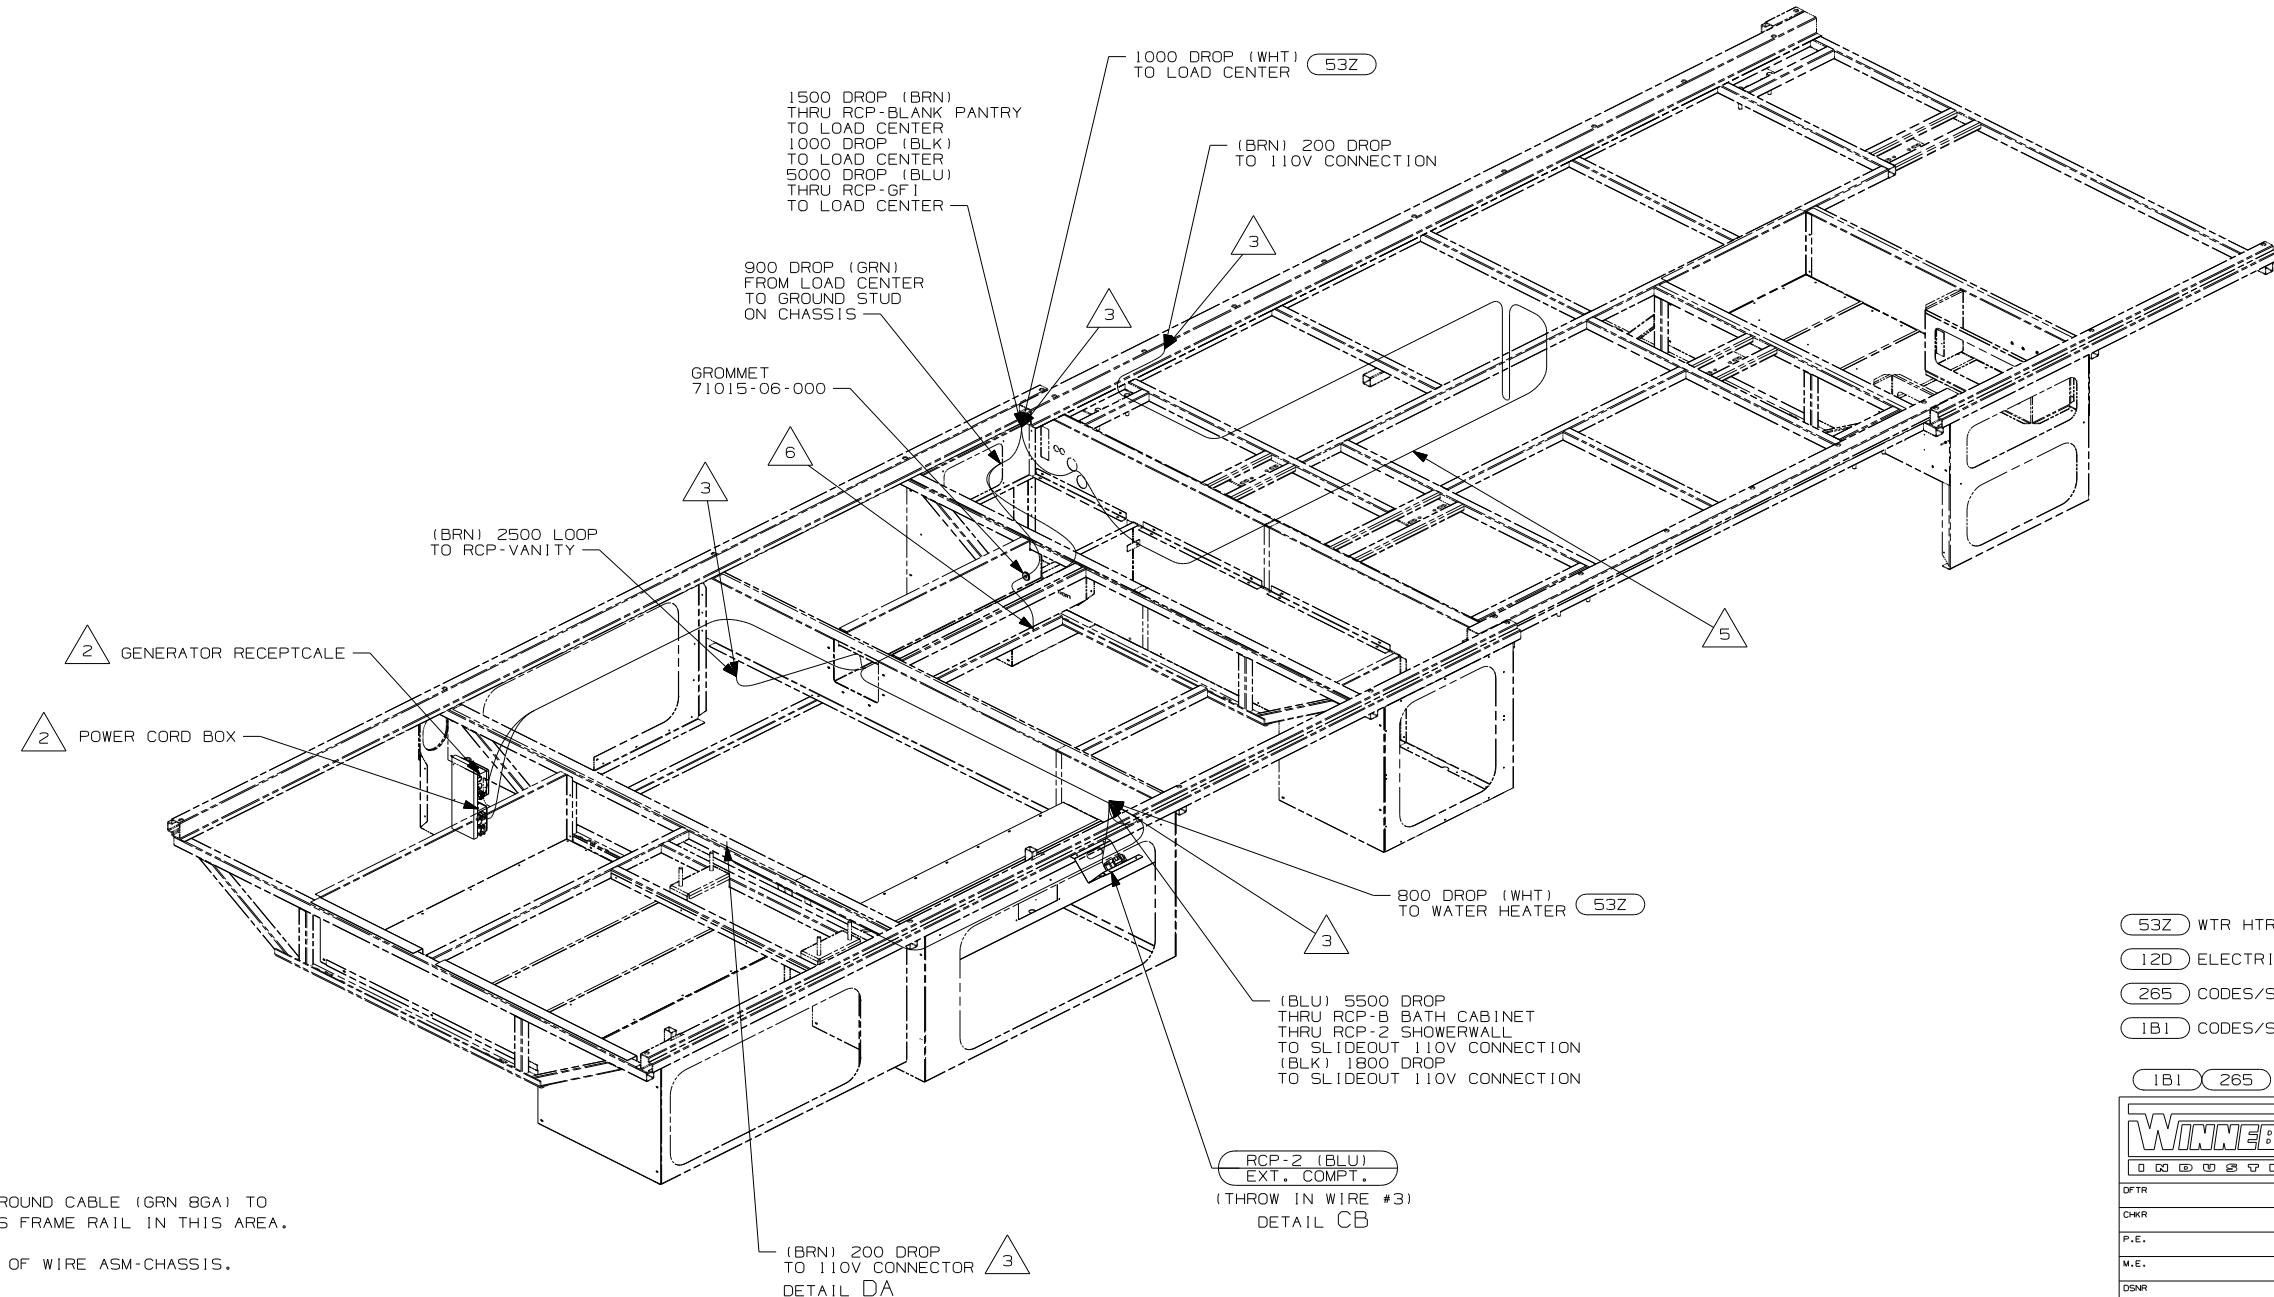 1000 DROP (WHT)
TO LOAD CENTER
53Z
1500 DROP (BRN)
THRU RCP-BLANK PANTRY
TO LOAD CENTER
1000 DROP (BLK)
TO LOAD CENTER
5000 DROP (BLU)
THRU RCP-GFI
TO LOAD CENTER
(BRN) 200 DROP
TO 110V CONNECTION
3
900 DROP (GRN)
FROM LOAD CENTER
TO GROUND STUD
ON CHASSIS
3
GROMMET
71015-06-000
6
3
(BRN) 2500 LOOP
TO RCP-VANITY
5
2
GENERATOR RECEPTCALE
2
POWER CORD BOX
800 DROP (WHT)
TO WATER HEATER
53Z
3
(BLU) 5500 DROP
THRU RCP-B BATH CABINET
THRU RCP-2 SHOWERWALL
TO SLIDEOUT 110V CONNECTION
(BLK) 1800 DROP
TO SLIDEOUT 110V CONNECTION
RCP-2 (BLU)
EXT. COMPT.
(THROW IN WIRE #3)
DETAIL CB
(BRN) 200 DROP
TO 110V CONNECTOR
3
DETAIL DA
ROUND CABLE (GRN 8GA) TO
S FRAME RAIL IN THIS AREA.
OF WIRE ASM-CHASSIS.
53Z WTR HTR
12D ELECTRI
265 CODES/S
1B1 CODES/S
1B1 265
WINNEB
INDUST
DFTR
CHKR
P.E.
M.E.
DSNR